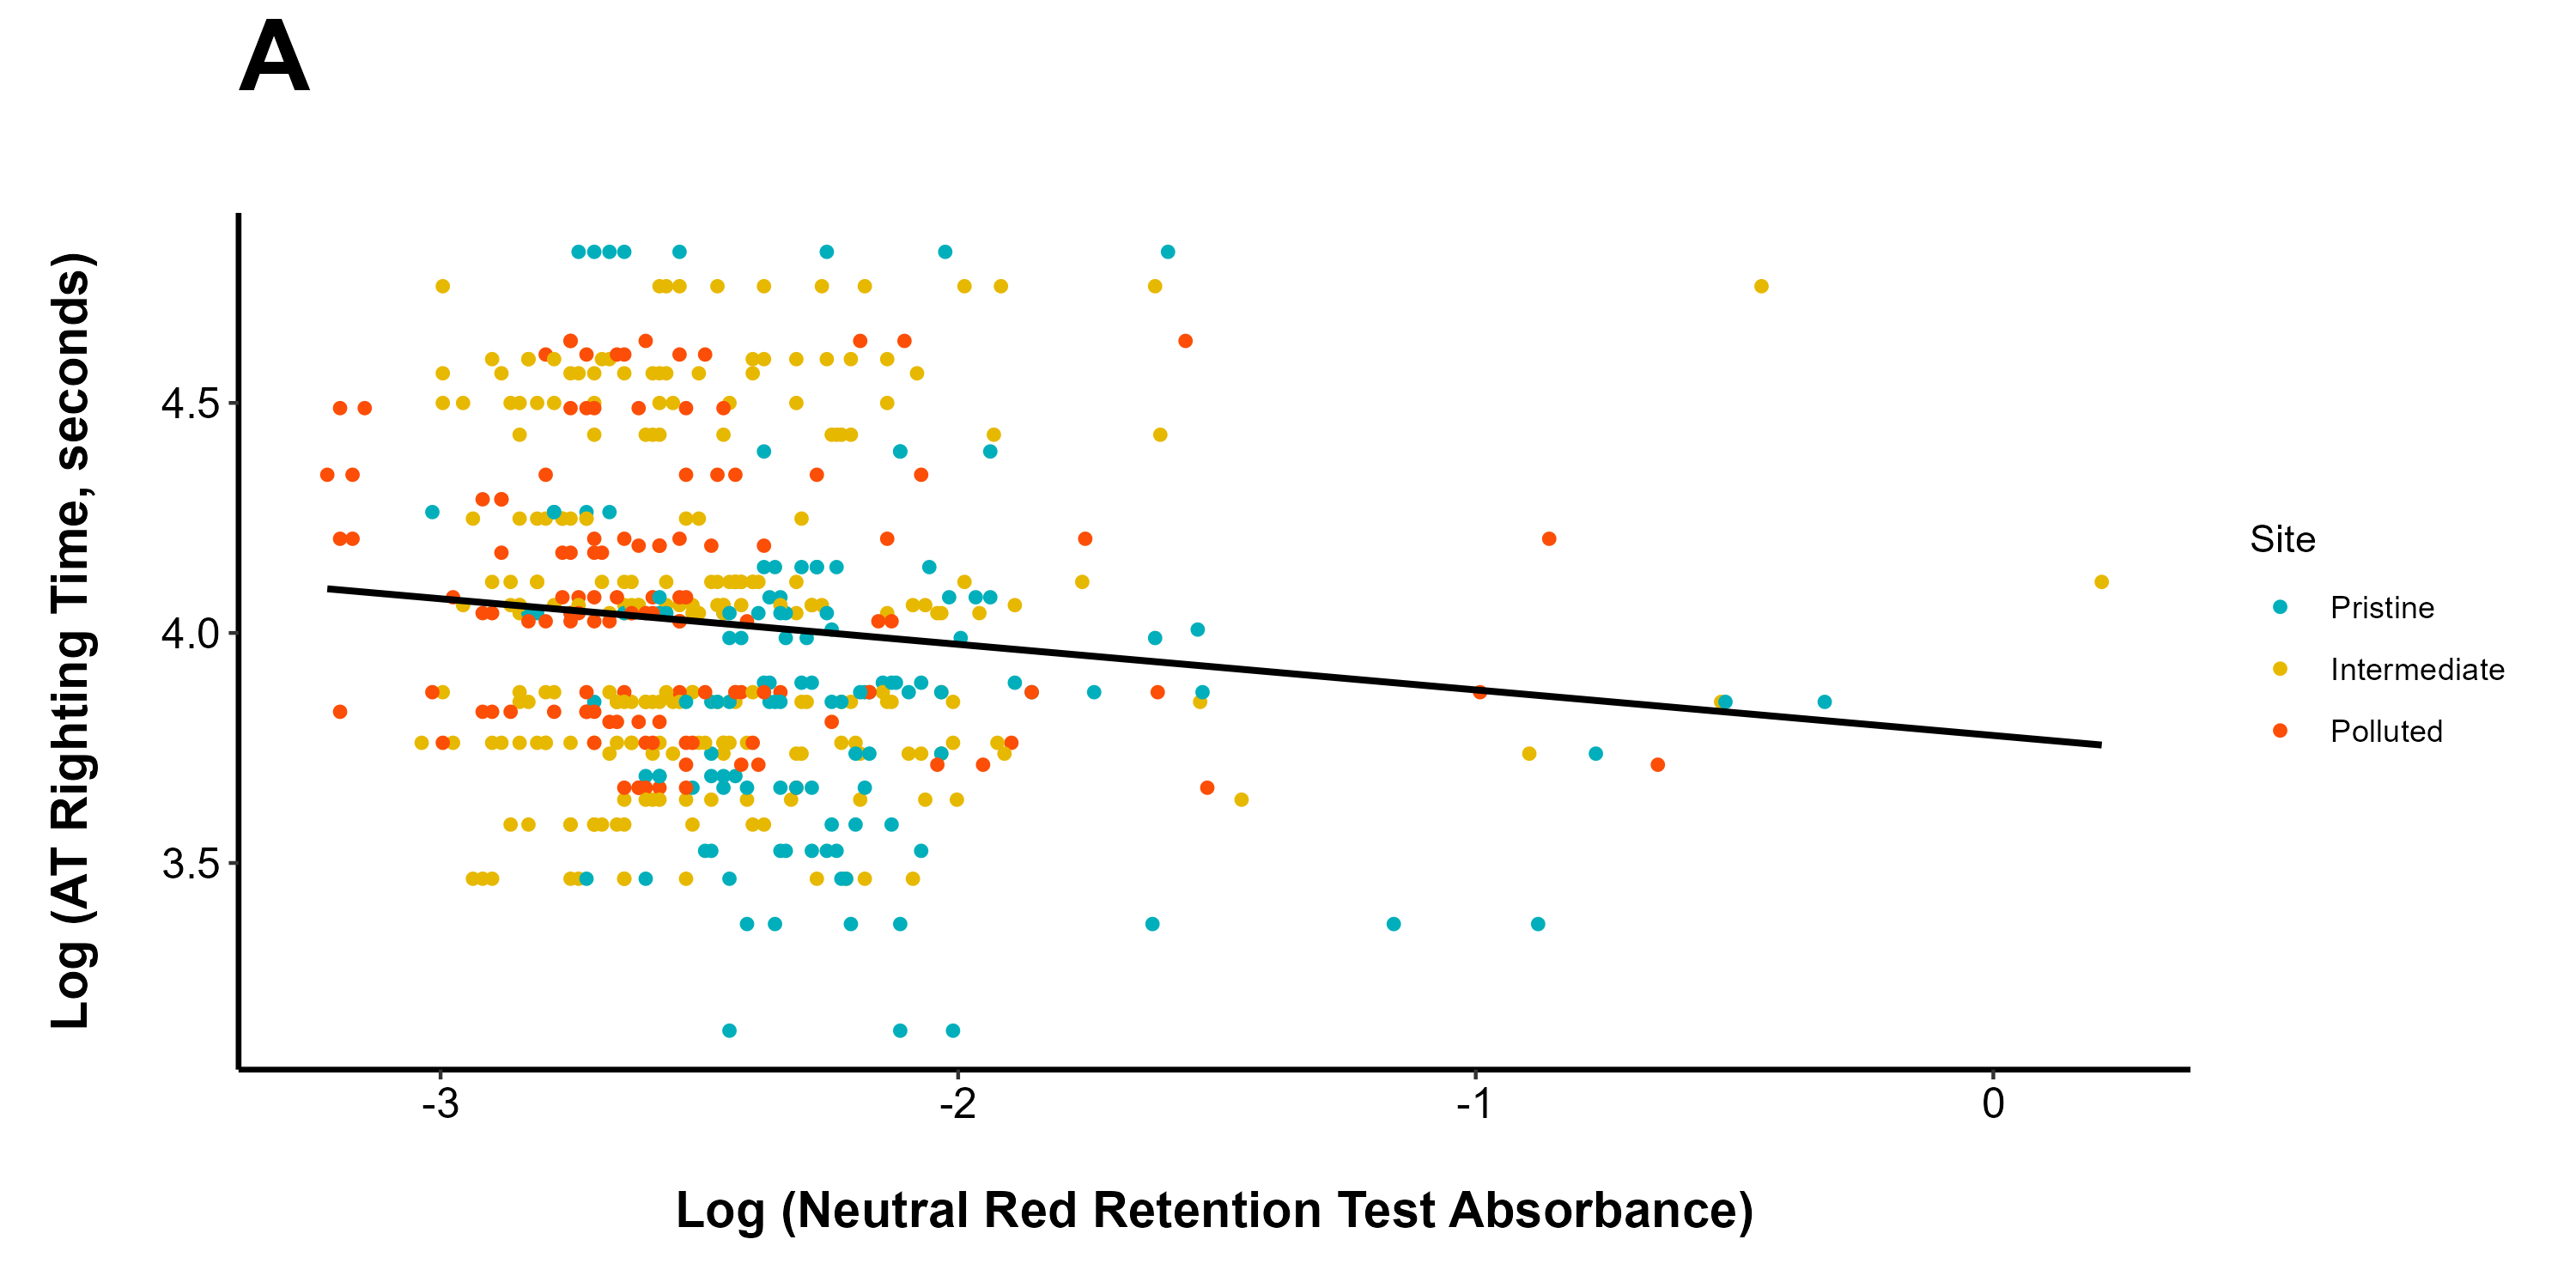 A
Log (AT Righting Time, seconds)
4.5
4.0
3.5
-3
-2
-1
0
Log (Neutral Red Retention Test Absorbance)
Site
Pristine
Intermediate
Polluted